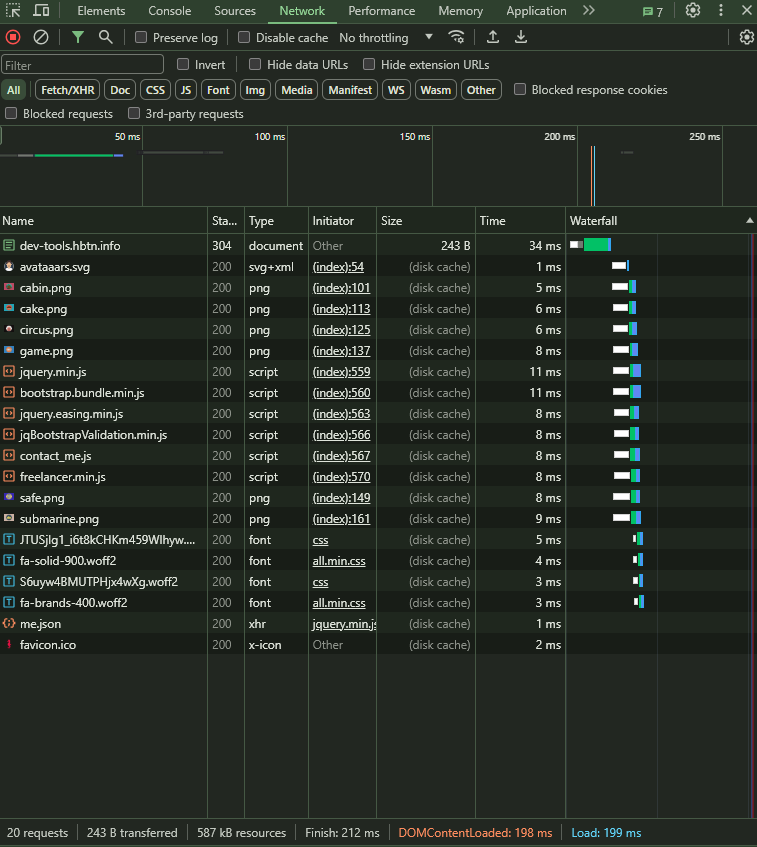 Elements Console Sources Network Performance Memory Application 7
Preserve log Disable cache No throttling
Filter Invert Hide data URLs Hide extension URLs
All Fetch/XHR Doc CSS JS Font Img Media Manifest WS Wasm Other Blocked response cookies
Blocked requests 3rd-party requests
50 ms 100 ms 150 ms 200 ms 250 ms
Name Sta... Type Initiator Size Time Waterfall
dev-tools.hbtn.info 304 document Other 243 B 34 ms
avataaars.svg 200 svg+xml (index):54 (disk cache) 1 ms
cabin.png 200 png (index):101 (disk cache) 5 ms
cake.png 200 png (index):113 (disk cache) 6 ms
circus.png 200 png (index):125 (disk cache) 6 ms
game.png 200 png (index):137 (disk cache) 8 ms
jquery.min.js 200 script (index):559 (disk cache) 11 ms
bootstrap.bundle.min.js 200 script (index):560 (disk cache) 11 ms
jquery.easing.min.js 200 script (index):563 (disk cache) 8 ms
jqBootstrapValidation.min.js 200 script (index):566 (disk cache) 8 ms
contact_me.js 200 script (index):567 (disk cache) 8 ms
freelancer.min.js 200 script (index):570 (disk cache) 8 ms
safe.png 200 png (index):149 (disk cache) 8 ms
submarine.png 200 png (index):161 (disk cache) 9 ms
JTUSjIg1_i6t8kCHKm459WIhyw.... 200 font css (disk cache) 5 ms
fa-solid-900.woff2 200 font all.min.css (disk cache) 4 ms
S6uyw4BMUTPHjx4wXg.woff2 200 font css (disk cache) 3 ms
fa-brands-400.woff2 200 font all.min.css (disk cache) 3 ms
me.json 200 xhr jquery.min.js (disk cache) 1 ms
favicon.ico 200 x-icon Other (disk cache) 2 ms
20 requests 243 B transferred 587 kB resources Finish: 212 ms DOMContentLoaded: 198 ms Load: 199 ms